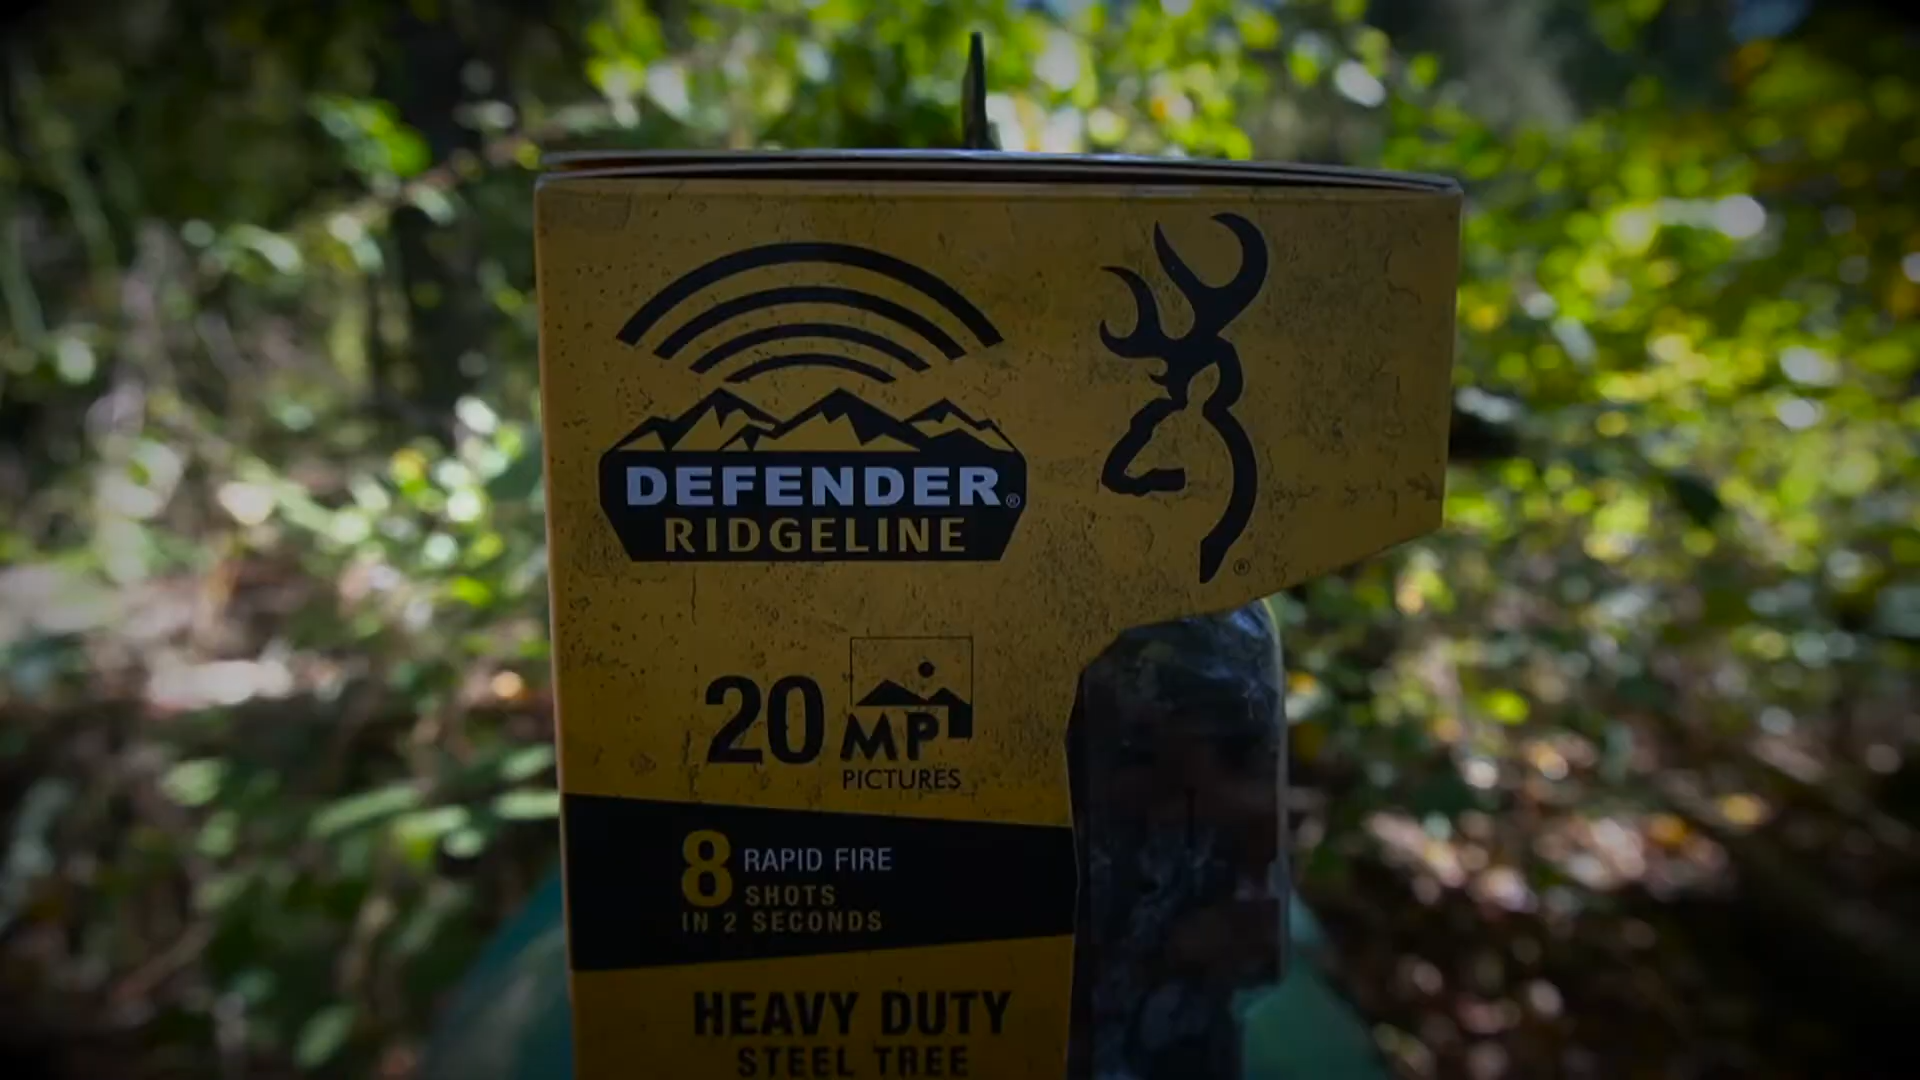 DEFENDER®
RIDGELINE
®
20 MP
PICTURES
8 RAPID FIRE
SHOTS
IN 2 SECONDS
HEAVY DUTY
STEEL TREE